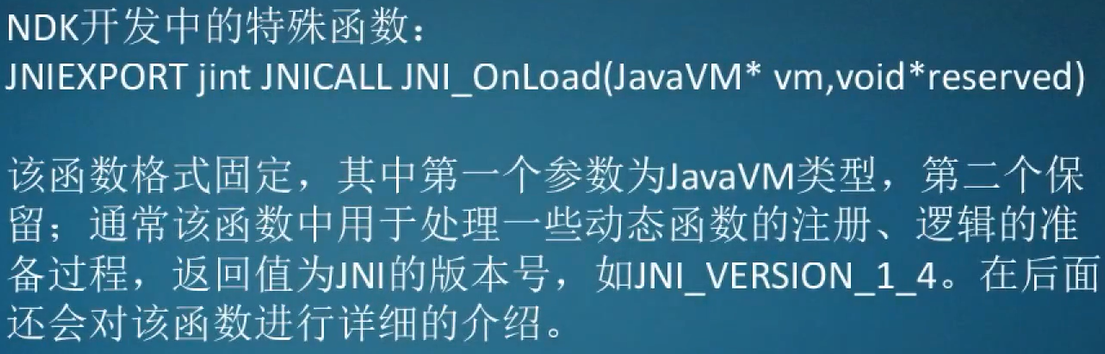 NDK开发中的特殊函数：
JNIEXPORT jint JNICALL JNI_OnLoad(JavaVM* vm,void*reserved)
该函数格式固定，其中第一个参数为JavaVM类型，第二个保
留；通常该函数中用于处理一些动态函数的注册、逻辑的准
备过程，返回值为JNI的版本号，如JNI_VERSION_1_4。在后面
还会对该函数进行详细的介绍。